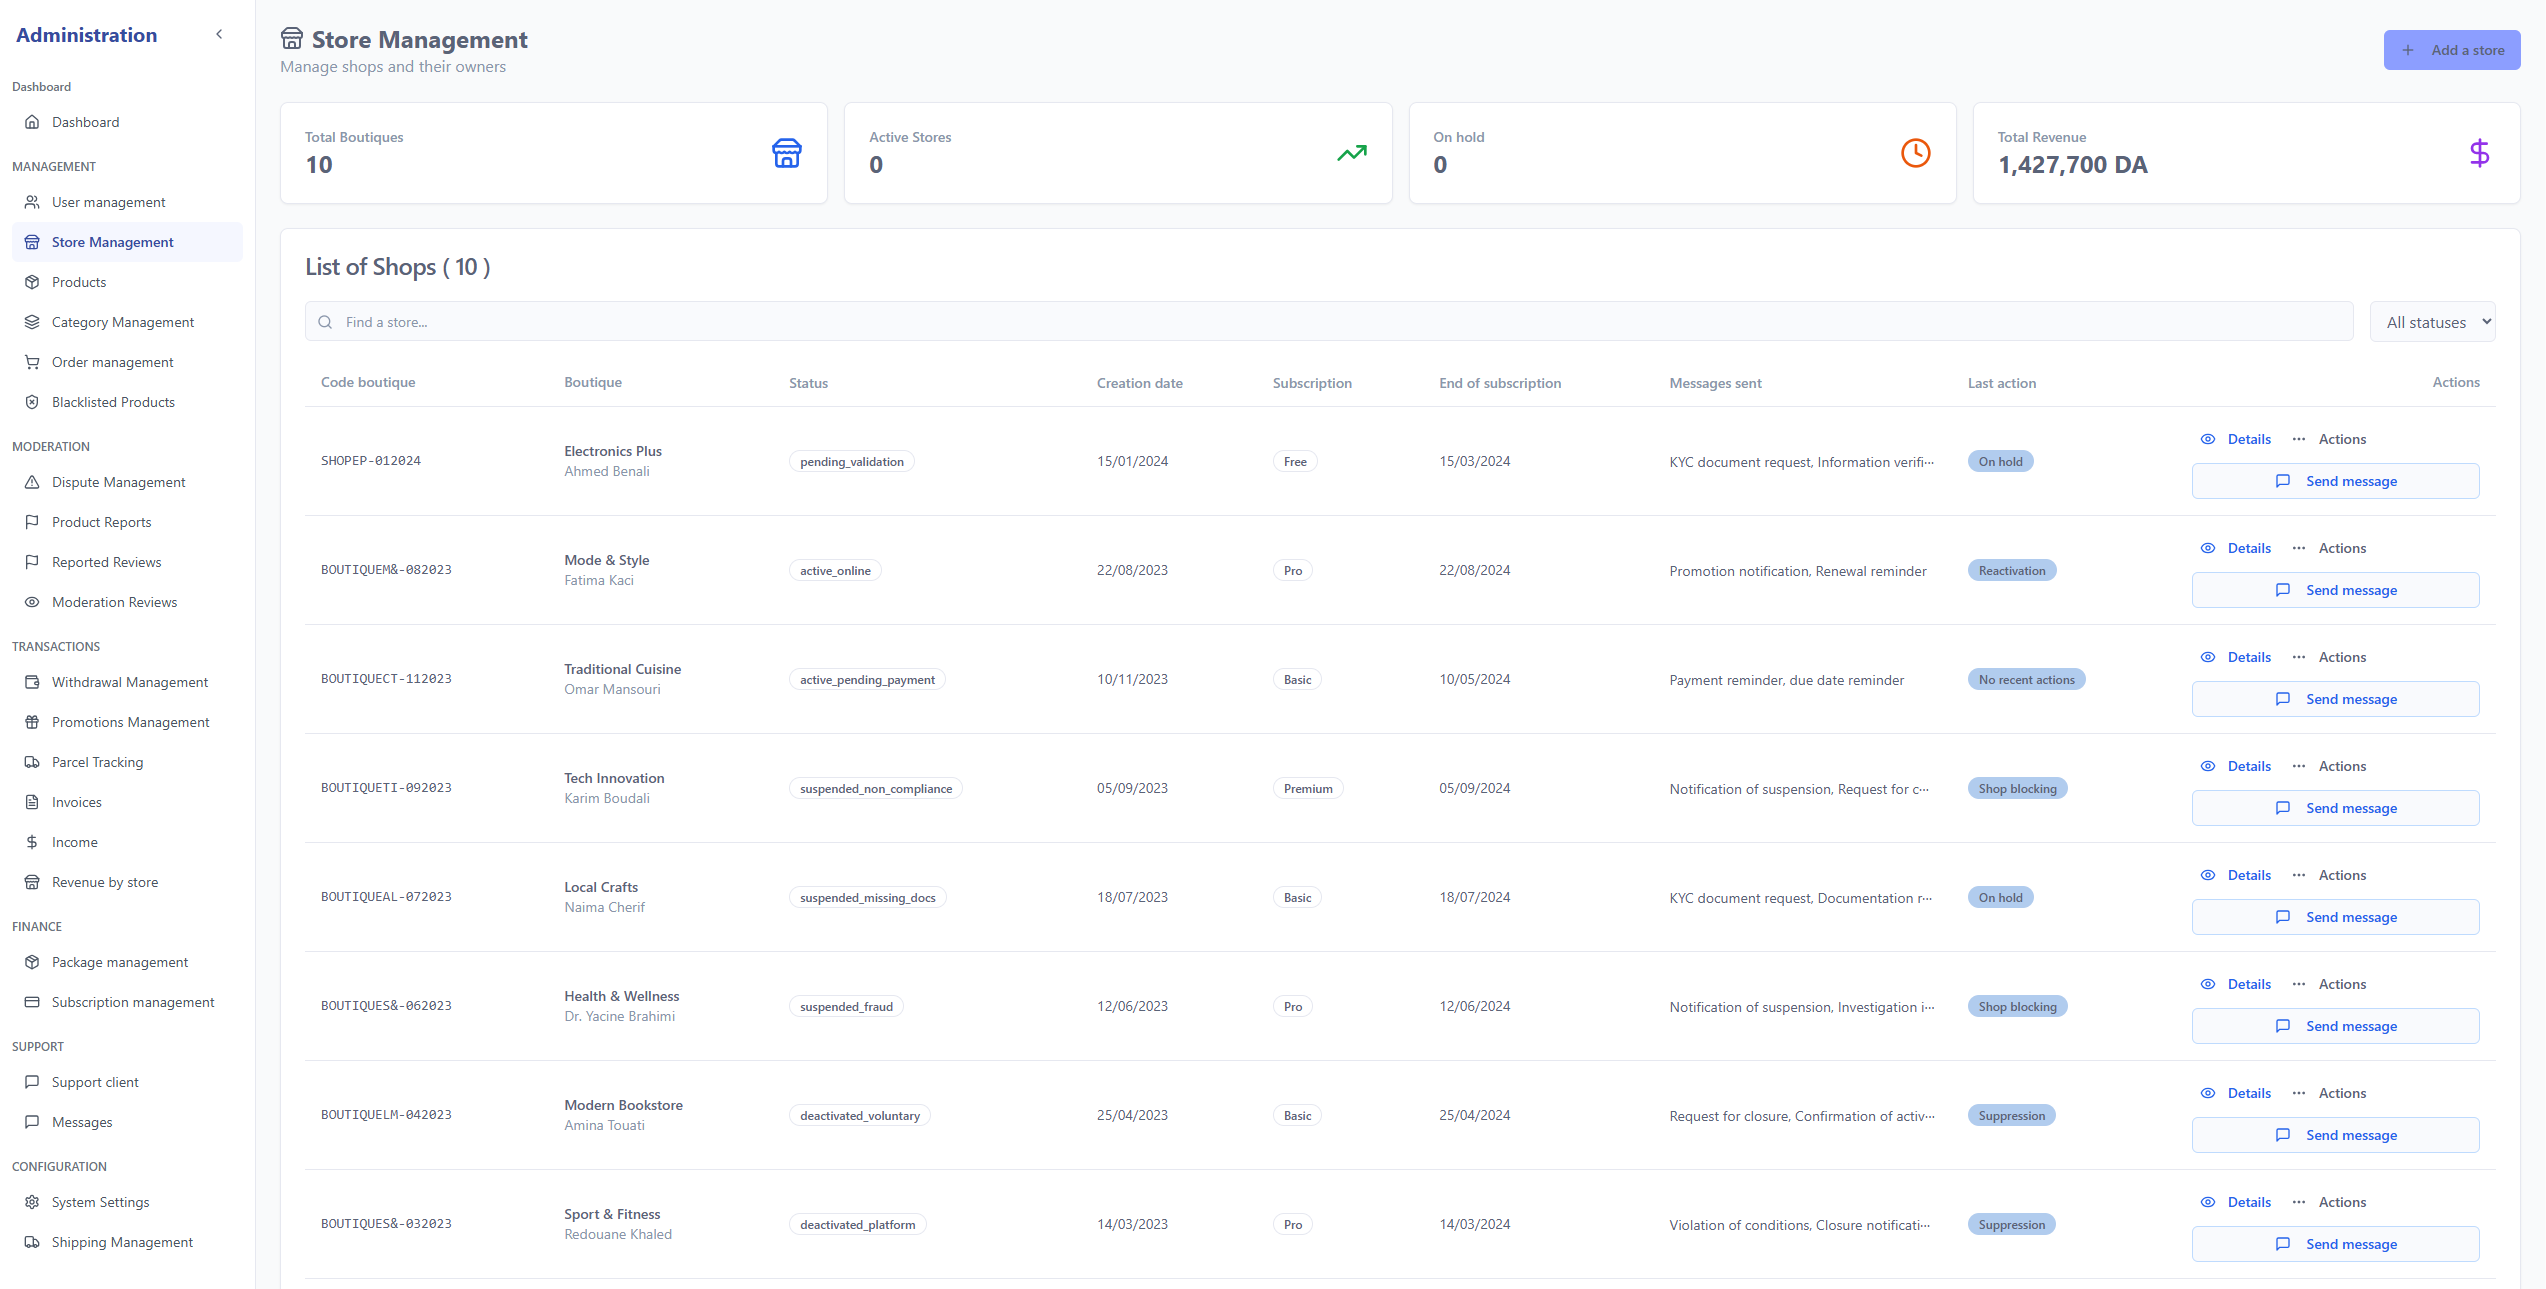 Administration
Dashboard
Dashboard
MANAGEMENT
User management
Store Management
Products
Category Management
Order management
Blacklisted Products
MODERATION
Dispute Management
Product Reports
Reported Reviews
Moderation Reviews
TRANSACTIONS
Withdrawal Management
Promotions Management
Parcel Tracking
Invoices
Income
Revenue by store
FINANCE
Package management
Subscription management
SUPPORT
Support client
Messages
CONFIGURATION
System Settings
Shipping Management
Store Management
Manage shops and their owners
Add a store
Total Boutiques
10
Active Stores
0
On hold
0
Total Revenue
1,427,700 DA
List of Shops ( 10 )
Find a store...
All statuses
Code boutique Boutique Status Creation date Subscription End of subscription Messages sent Last action Actions
SHOPEP-012024 Electronics Plus Ahmed Benali pending_validation 15/01/2024 Free 15/03/2024 KYC document request, Information verifi... On hold Details ... Actions
Send message
BOUTIQUEM&-082023 Mode & Style Fatima Kaci active_online 22/08/2023 Pro 22/08/2024 Promotion notification, Renewal reminder Reactivation Details ... Actions
Send message
BOUTIQUECT-112023 Traditional Cuisine Omar Mansouri active_pending_payment 10/11/2023 Basic 10/05/2024 Payment reminder, due date reminder No recent actions Details ... Actions
Send message
BOUTIQUETI-092023 Tech Innovation Karim Boudali suspended_non_compliance 05/09/2023 Premium 05/09/2024 Notification of suspension, Request for c... Shop blocking Details ... Actions
Send message
BOUTIQUEAL-072023 Local Crafts Naima Cherif suspended_missing_docs 18/07/2023 Basic 18/07/2024 KYC document request, Documentation r... On hold Details ... Actions
Send message
BOUTIQUES&-062023 Health & Wellness Dr. Yacine Brahimi suspended_fraud 12/06/2023 Pro 12/06/2024 Notification of suspension, Investigation i... Shop blocking Details ... Actions
Send message
BOUTIQUELM-042023 Modern Bookstore Amina Touati deactivated_voluntary 25/04/2023 Basic 25/04/2024 Request for closure, Confirmation of activ... Suppression Details ... Actions
Send message
BOUTIQUES&-032023 Sport & Fitness Redouane Khaled deactivated_platform 14/03/2023 Pro 14/03/2024 Violation of conditions, Closure notificati... Suppression Details ... Actions
Send message